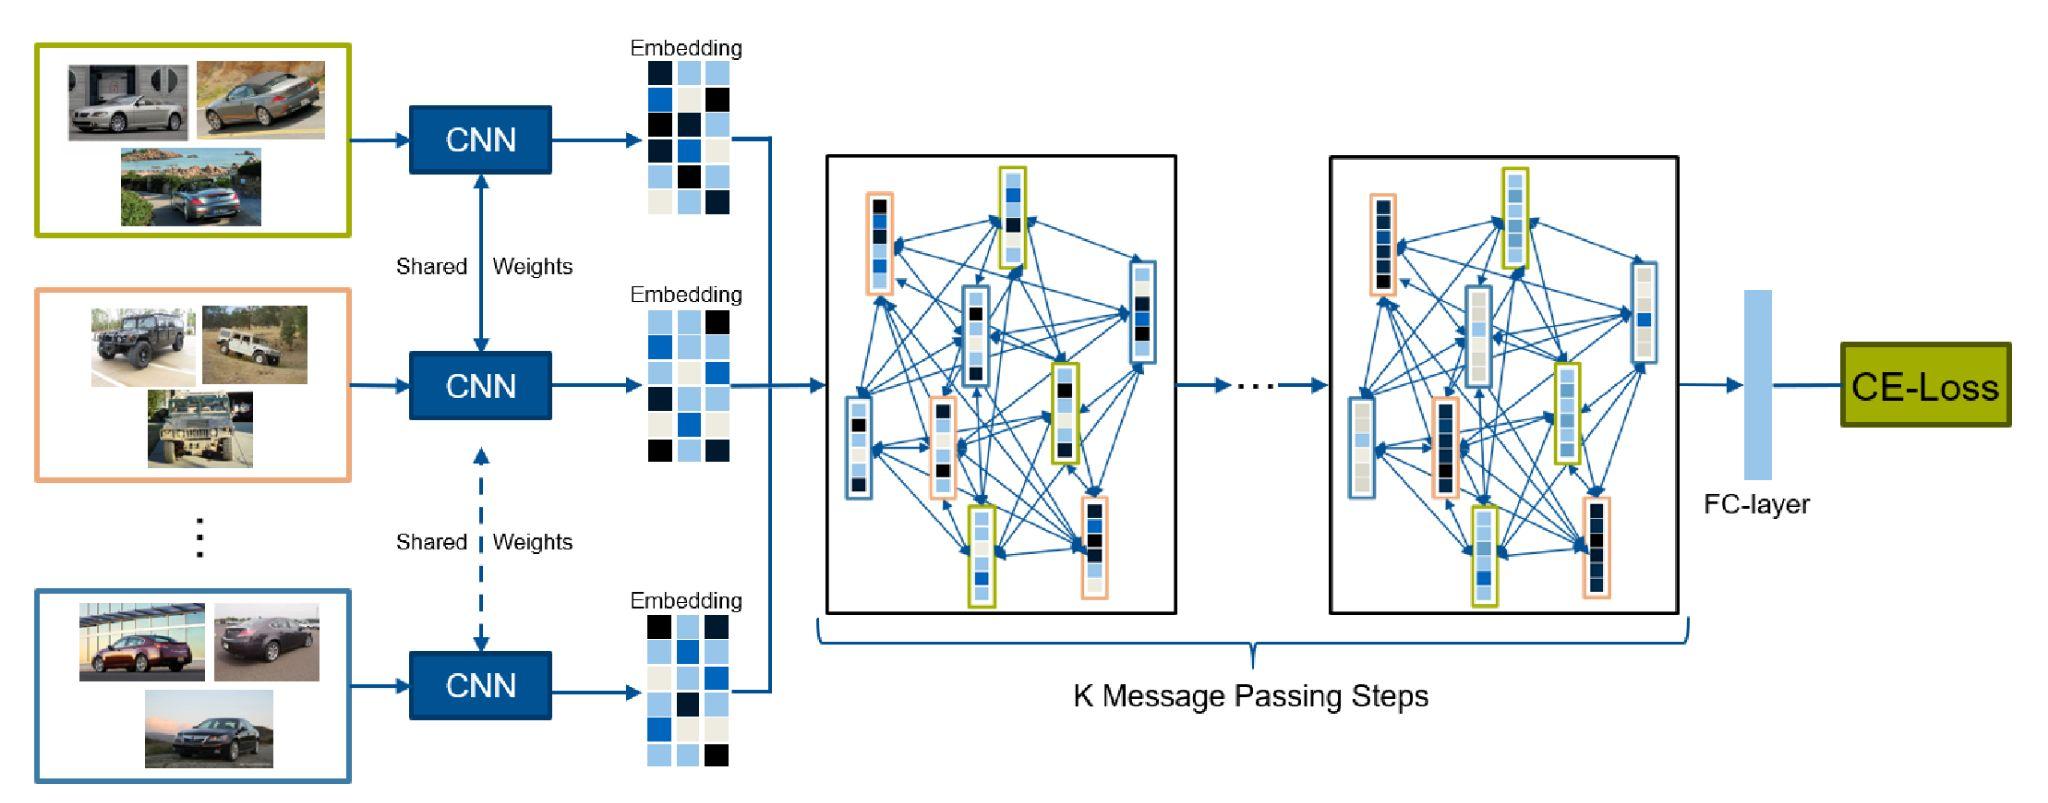 Embedding
CNN
Shared Weights
Embedding
CNN
...
Shared Weights
Embedding
CNN
...
K Message Passing Steps
FC-layer
CE-Loss